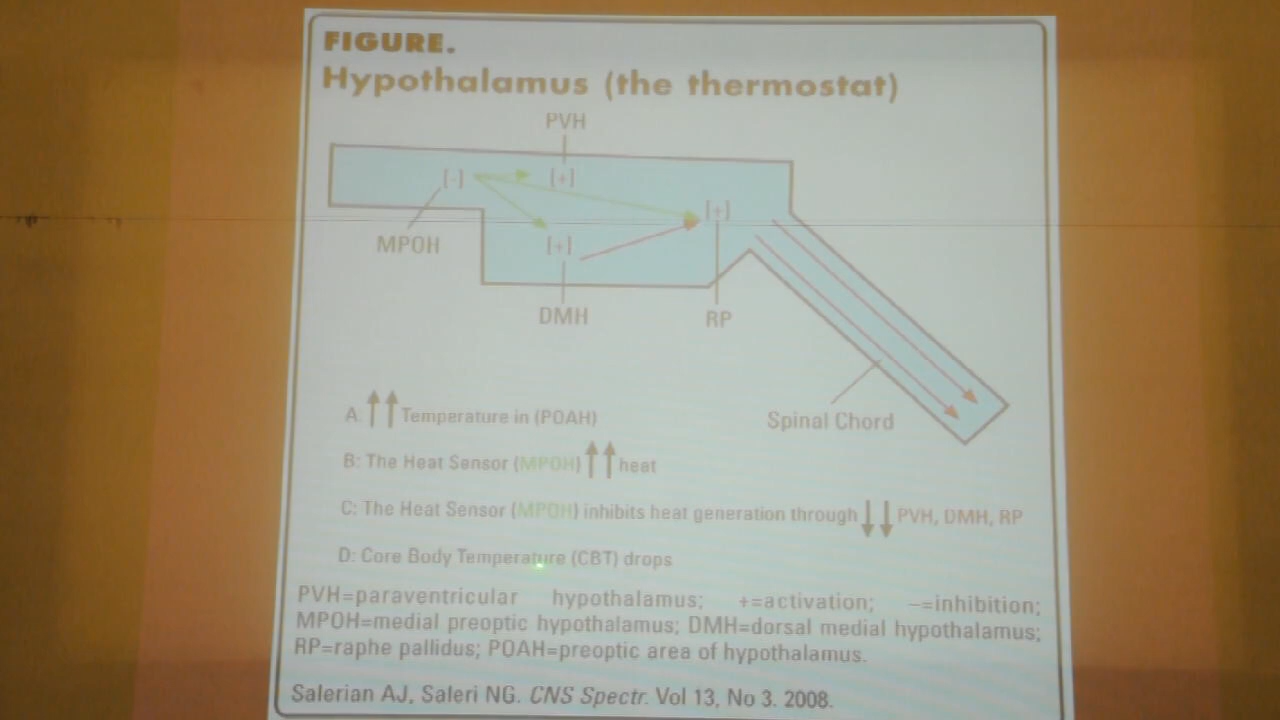 FIGURE.
Hypothalamus (the thermostat)
PVH
[-] [+]
[+]
MPOH [+]
DMH RP
Spinal Chord
A. ↑↑ Temperature in (POAH)
B: The Heat Sensor (MPOH) ↑↑ heat
C: The Heat Sensor (MPOH) inhibits heat generation through ↓↓ PVH, DMH, RP
D: Core Body Temperature (CBT) drops
PVH=paraventricular hypothalamus; +=activation; –=inhibition;
MPOH=medial preoptic hypothalamus; DMH=dorsal medial hypothalamus;
RP=raphe pallidus; POAH=preoptic area of hypothalamus.
Salerian AJ, Saleri NG. CNS Spectr. Vol 13, No 3. 2008.